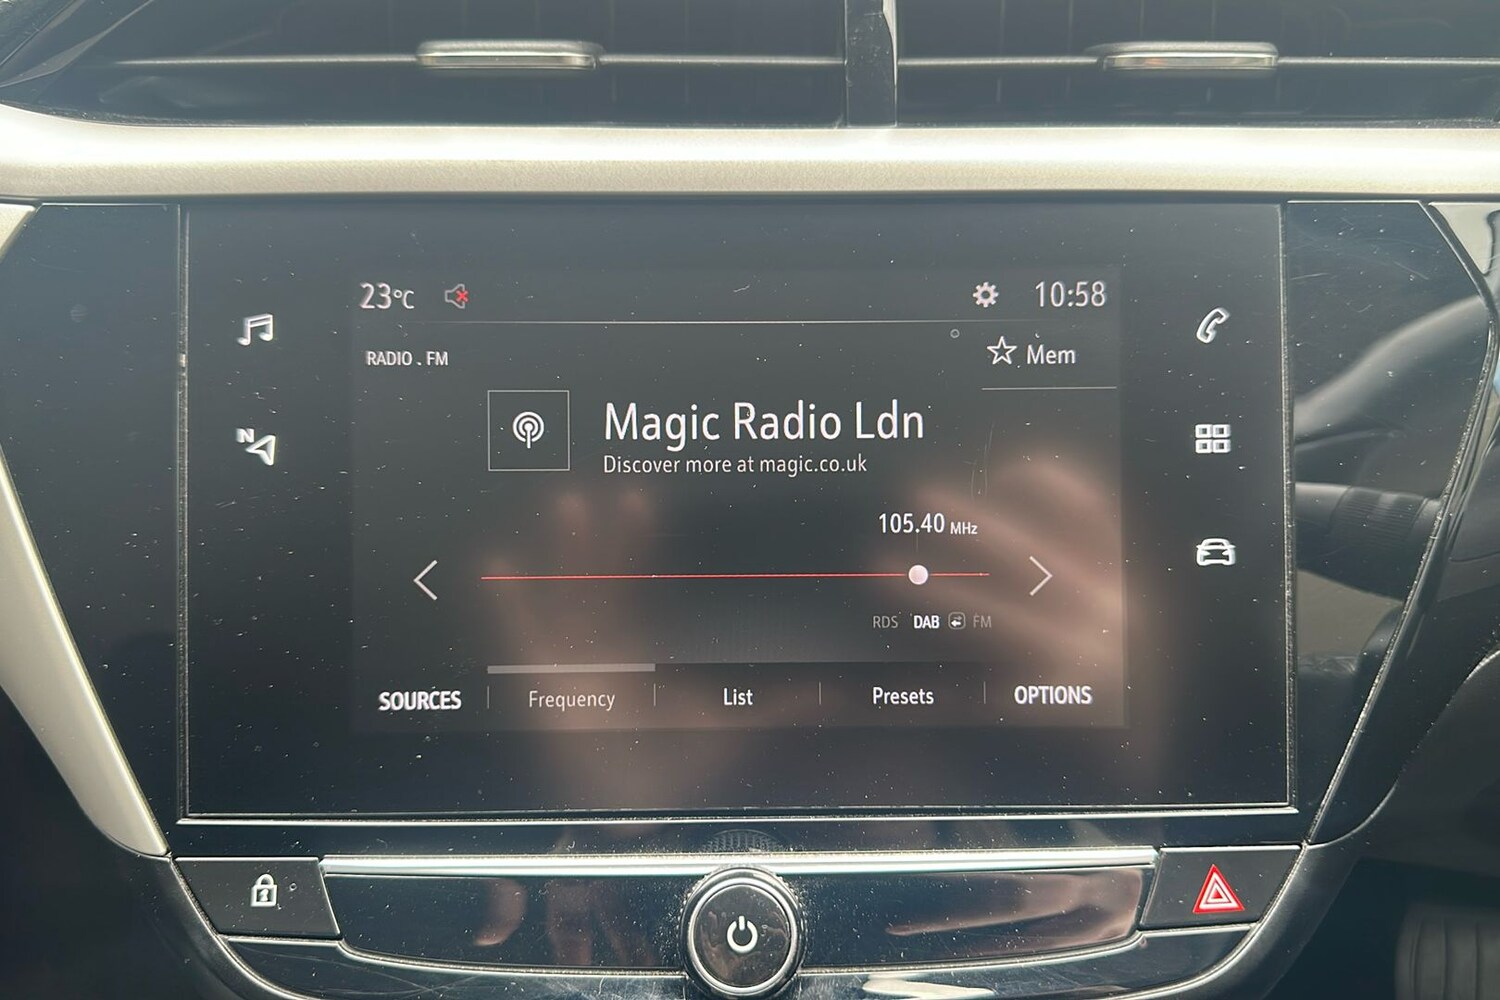 23°C 10:58
RADIO . FM
Mem
Magic Radio Ldn
Discover more at magic.co.uk
N
105.40 MHz
RDS DAB FM
SOURCES Frequency List Presets OPTIONS